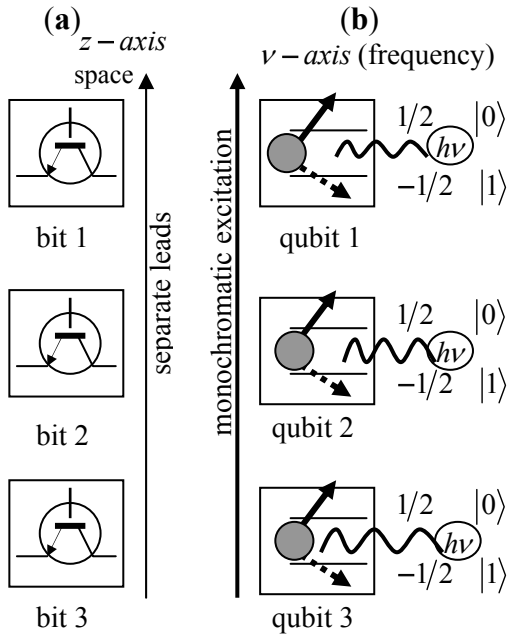 (a)
z – axis
space
separate leads
bit 1
bit 2
bit 3
(b)
ν – axis (frequency)
monochromatic excitation
1/2
|0⟩
hν
–1/2
|1⟩
qubit 1
1/2
|0⟩
hν
–1/2
|1⟩
qubit 2
1/2
|0⟩
hν
–1/2
|1⟩
qubit 3